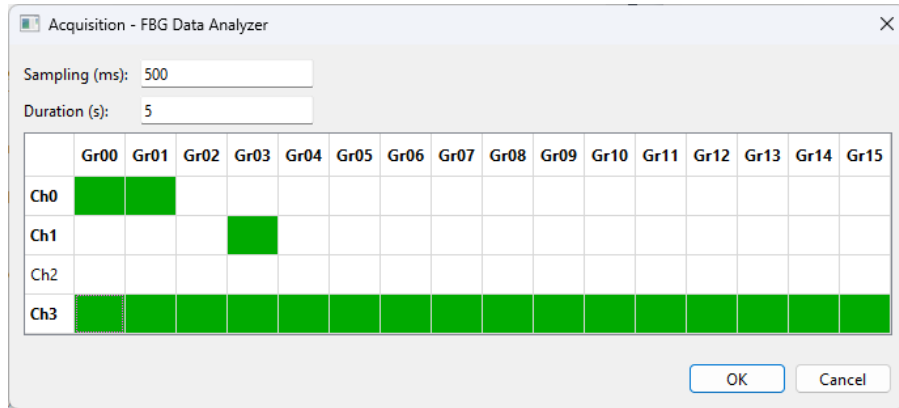 Acquisition - FBG Data Analyzer
Sampling (ms): 500
Duration (s): 5
Gr00 Gr01 Gr02 Gr03 Gr04 Gr05 Gr06 Gr07 Gr08 Gr09 Gr10 Gr11 Gr12 Gr13 Gr14 Gr15
Ch0
Ch1
Ch2
Ch3
OK Cancel